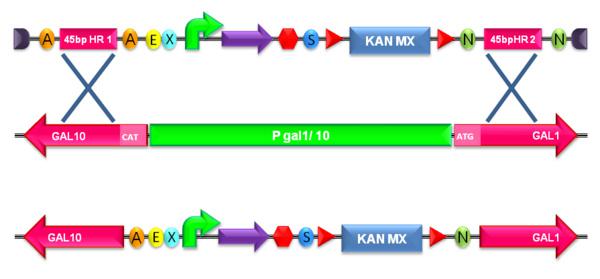 A 45bp HR 1 A E X S KAN MX N 45bpHR 2 N
GAL10 CAT P gal1/ 10 ATG GAL1
GAL10 A E X S KAN MX N GAL1